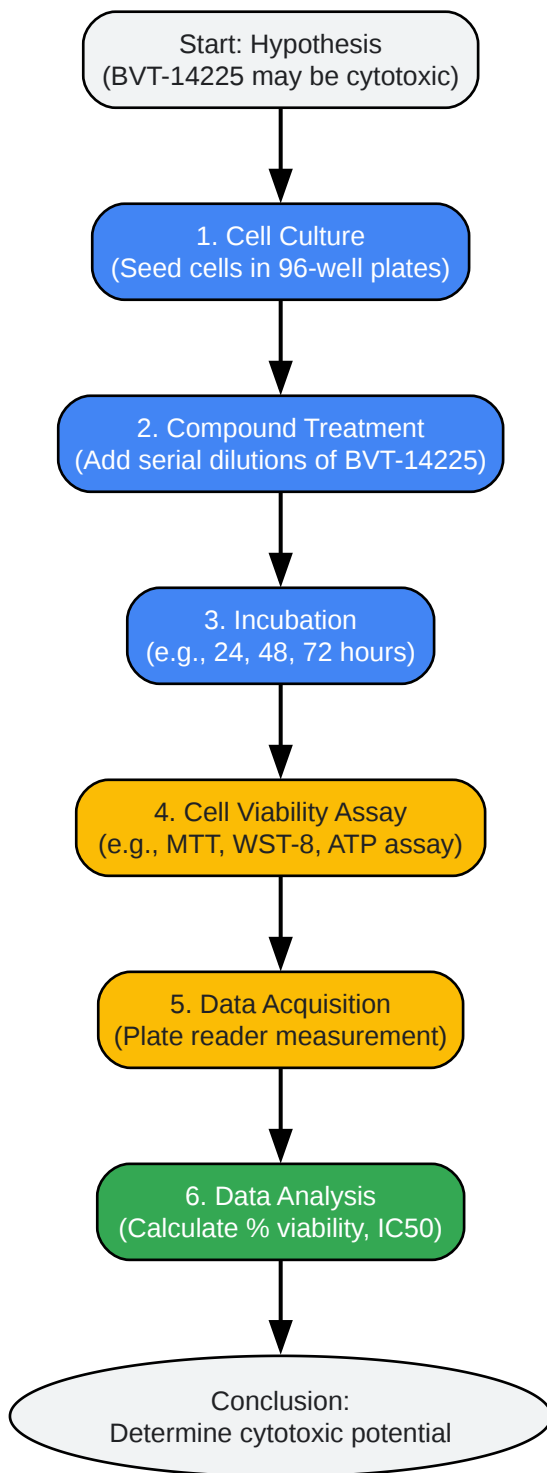 Start: Hypothesis
(BVT-14225 may be cytotoxic)
1. Cell Culture
(Seed cells in 96-well plates)
2. Compound Treatment
(Add serial dilutions of BVT-14225)
3. Incubation
(e.g., 24, 48, 72 hours)
4. Cell Viability Assay
(e.g., MTT, WST-8, ATP assay)
5. Data Acquisition
(Plate reader measurement)
6. Data Analysis
(Calculate % viability, IC50)
Conclusion:
Determine cytotoxic potential